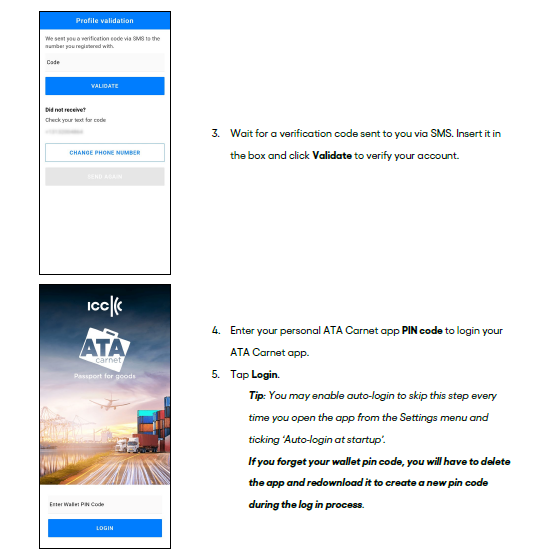 Profile validation
We sent you a verification code via SMS to the
number you registered with.
Code
VALIDATE
Did not receive?
Check your text for code
CHANGE PHONE NUMBER
SEND AGAIN
3. Wait for a verification code sent to you via SMS. Insert it in
the box and click Validate to verify your account.
ICC
ATA
carnet
Passport for goods
Enter Wallet PIN Code
LOGIN
4. Enter your personal ATA Carnet app PIN code to login your
ATA Carnet app.
5. Tap Login.
Tip: You may enable auto-login to skip this step every
time you open the app from the Settings menu and
ticking ‘Auto-login at startup’.
If you forget your wallet pin code, you will have to delete
the app and redownload it to create a new pin code
during the log in process.